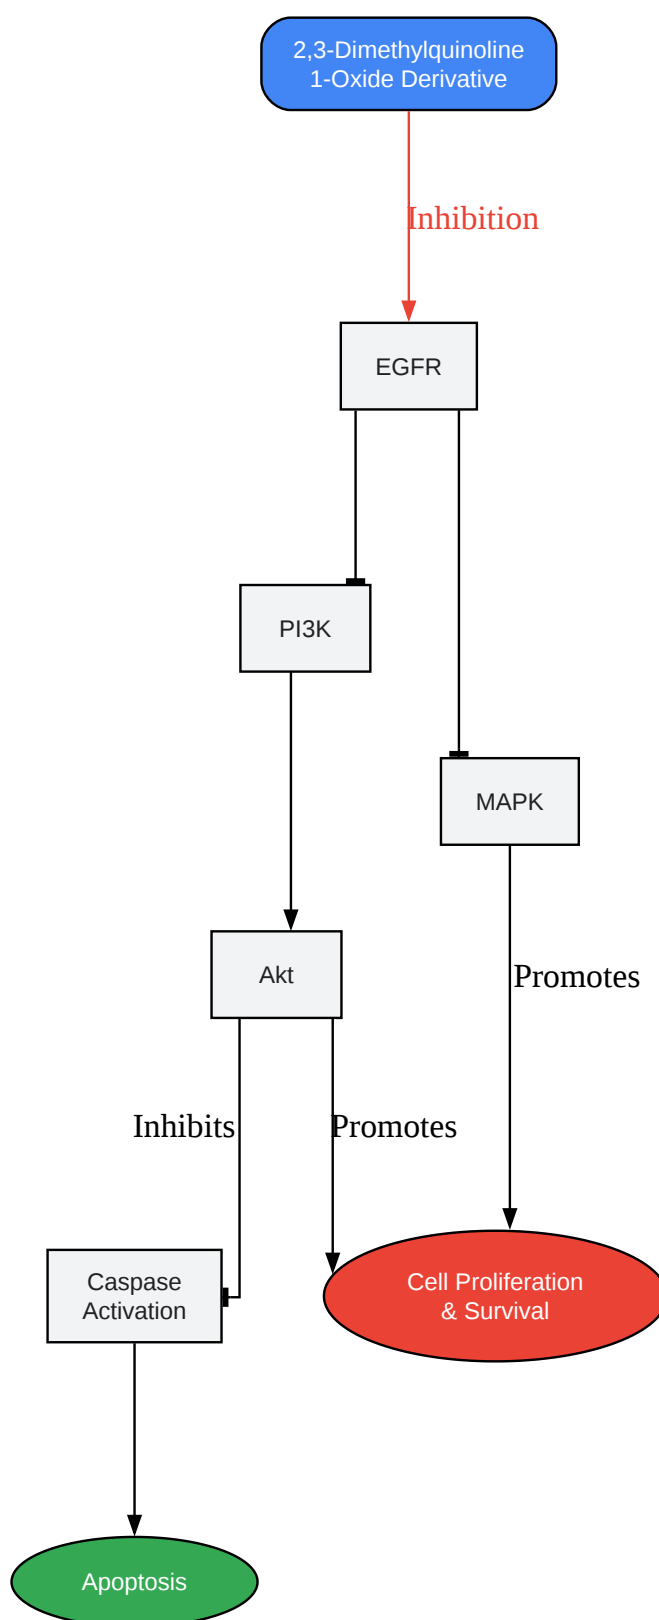 2,3-Dimethylquinoline
1-Oxide Derivative
Inhibition
EGFR
PI3K
MAPK
Akt
Promotes
Inhibits
Promotes
Caspase
Activation
Cell Proliferation
& Survival
Apoptosis